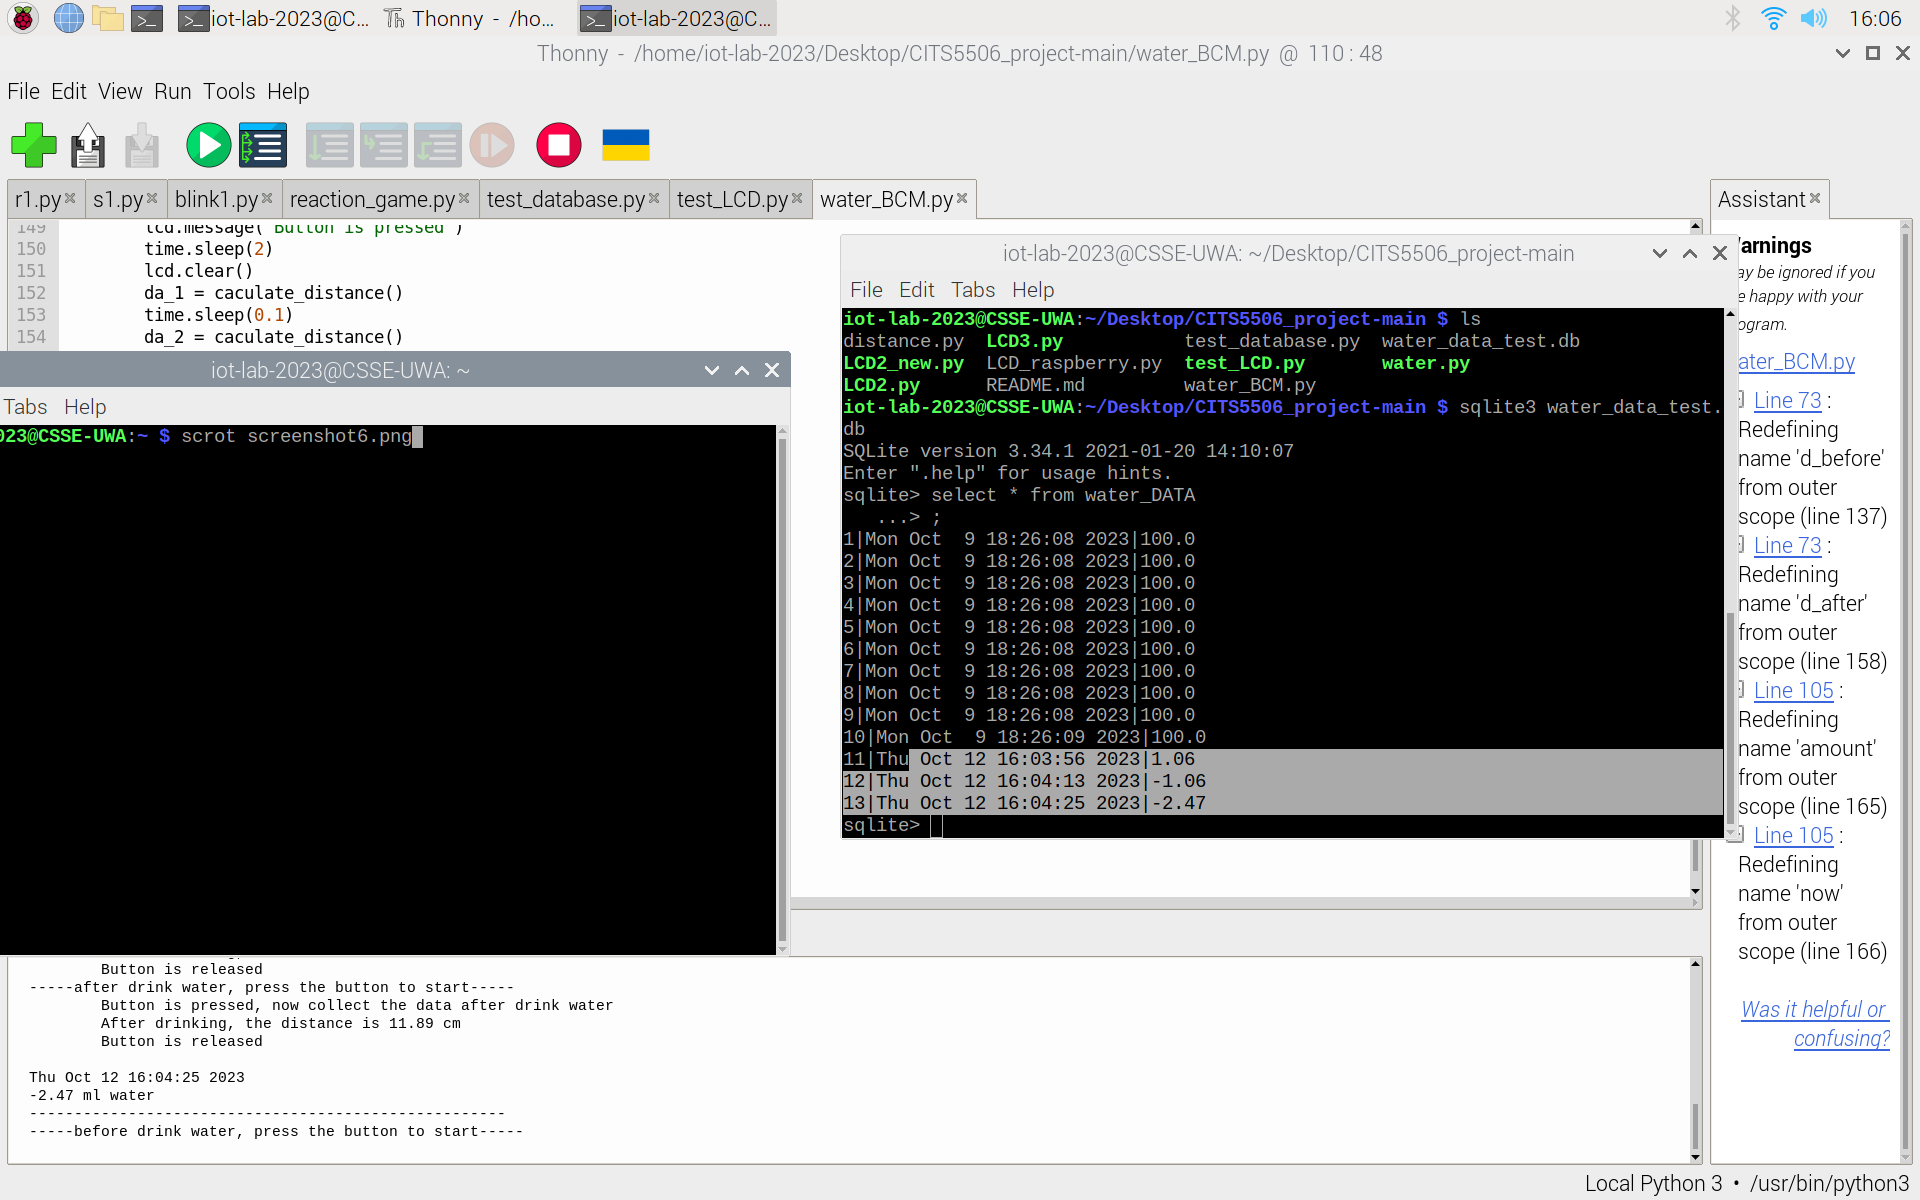 iot-lab-2023@C...
Thonny - /ho...
iot-lab-2023@C...
16:06
Thonny - /home/iot-lab-2023/Desktop/CITS5506_project-main/water_BCM.py @ 110 : 48
File Edit View Run Tools Help
r1.py
s1.py
blink1.py
reaction_game.py
test_database.py
test_LCD.py
water_BCM.py
149 lcd.message("Button is pressed")
150 time.sleep(2)
151 lcd.clear()
152 da_1 = caculate_distance()
153 time.sleep(0.1)
154 da_2 = caculate_distance()
iot-lab-2023@CSSE-UWA: ~
Tabs Help
023@CSSE-UWA:~ $ scrot screenshot6.png
iot-lab-2023@CSSE-UWA: ~/Desktop/CITS5506_project-main
File Edit Tabs Help
iot-lab-2023@CSSE-UWA:~/Desktop/CITS5506_project-main $ ls
distance.py LCD3.py test_database.py water_data_test.db
LCD2_new.py LCD_raspberry.py test_LCD.py water.py
LCD2.py README.md water_BCM.py
iot-lab-2023@CSSE-UWA:~/Desktop/CITS5506_project-main $ sqlite3 water_data_test.
db
SQLite version 3.34.1 2021-01-20 14:10:07
Enter ".help" for usage hints.
sqlite> select * from water_DATA
...> ;
1|Mon Oct  9 18:26:08 2023|100.0
2|Mon Oct  9 18:26:08 2023|100.0
3|Mon Oct  9 18:26:08 2023|100.0
4|Mon Oct  9 18:26:08 2023|100.0
5|Mon Oct  9 18:26:08 2023|100.0
6|Mon Oct  9 18:26:08 2023|100.0
7|Mon Oct  9 18:26:08 2023|100.0
8|Mon Oct  9 18:26:08 2023|100.0
9|Mon Oct  9 18:26:08 2023|100.0
10|Mon Oct  9 18:26:09 2023|100.0
11|Thu Oct 12 16:03:56 2023|1.06
12|Thu Oct 12 16:04:13 2023|-1.06
13|Thu Oct 12 16:04:25 2023|-2.47
sqlite>
Assistant
arnings
ay be ignored if you
e happy with your
ogram.
ater_BCM.py
Line 73 :
Redefining
name 'd_before'
from outer
scope (line 137)
Line 73 :
Redefining
name 'd_after'
from outer
scope (line 158)
Line 105 :
Redefining
name 'amount'
from outer
scope (line 165)
Line 105 :
Redefining
name 'now'
from outer
scope (line 166)
Was it helpful or
confusing?
Button is released
-----after drink water, press the button to start-----
Button is pressed, now collect the data after drink water
After drinking, the distance is 11.89 cm
Button is released
Thu Oct 12 16:04:25 2023
-2.47 ml water
-----------------------------------------------------
-----before drink water, press the button to start-----
Local Python 3 • /usr/bin/python3